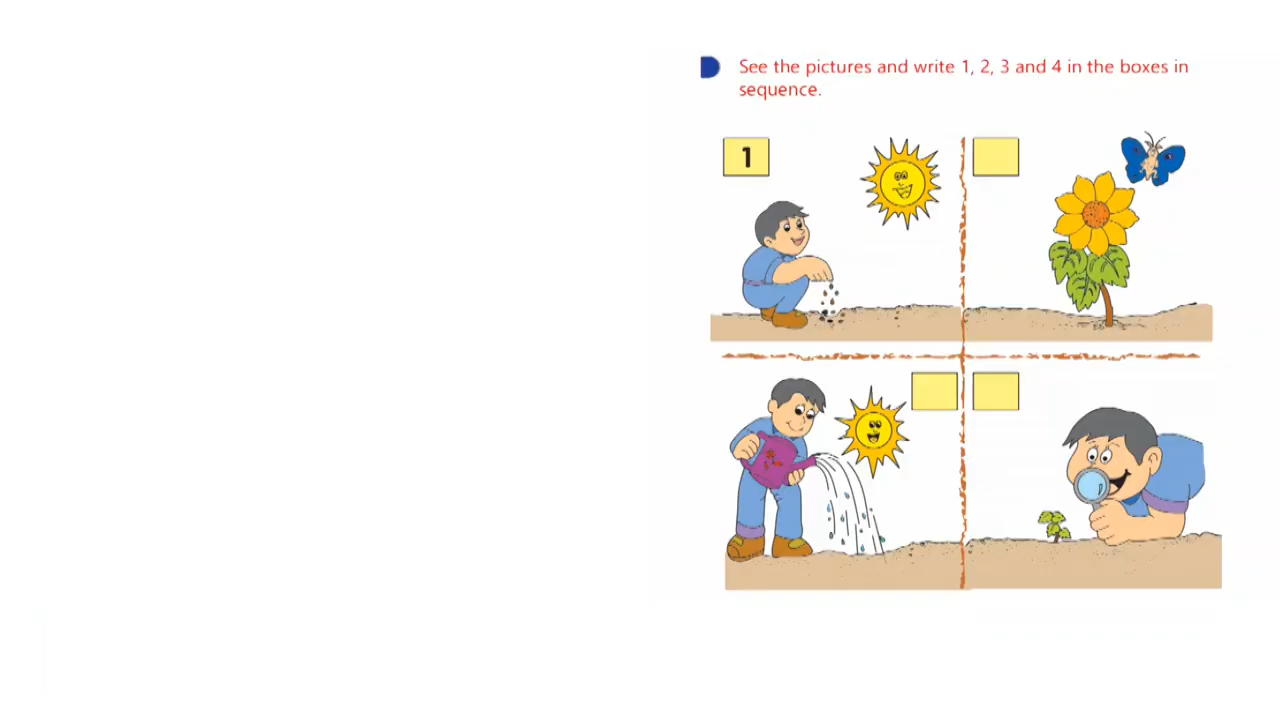 See the pictures and write 1, 2, 3 and 4 in the boxes in
sequence.
1